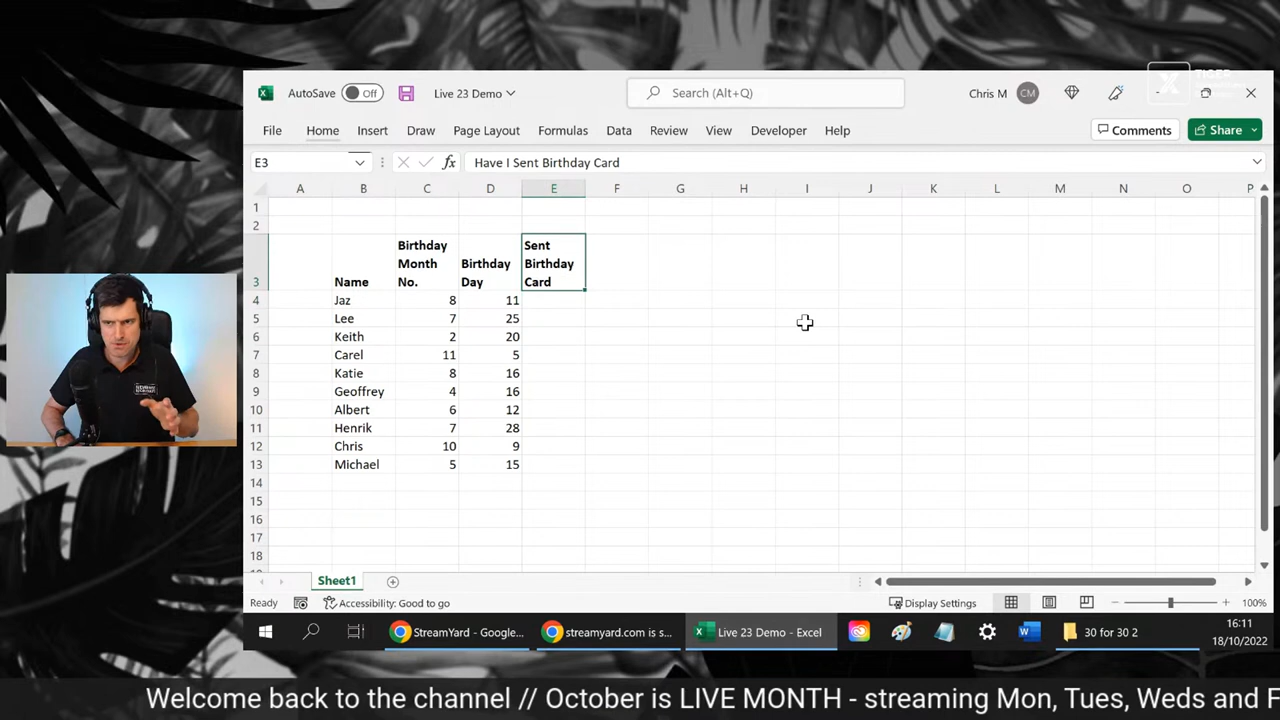 AutoSave Off Live 23 Demo Search (Alt+Q) Chris M CM
TIGER
File Home Insert Draw Page Layout Formulas Data Review View Developer Help Comments Share
E3 fx Have I Sent Birthday Card
A B C D E F G H I J K L M N O P
1
2
3 Name Birthday Month No. Birthday Day Sent Birthday Card
4 Jaz 8 11
5 Lee 7 25
6 Keith 2 20
7 Carel 11 5
8 Katie 8 16
9 Geoffrey 4 16
10 Albert 6 12
11 Henrik 7 28
12 Chris 10 9
13 Michael 5 15
14
15
16
17
18
Sheet1
Ready Accessibility: Good to go Display Settings 100%
StreamYard - Google... streamyard.com is s... Live 23 Demo - Excel 30 for 30 2 16:11
18/10/2022
Welcome back to the channel // October is LIVE MONTH - streaming Mon, Tues, Weds and F